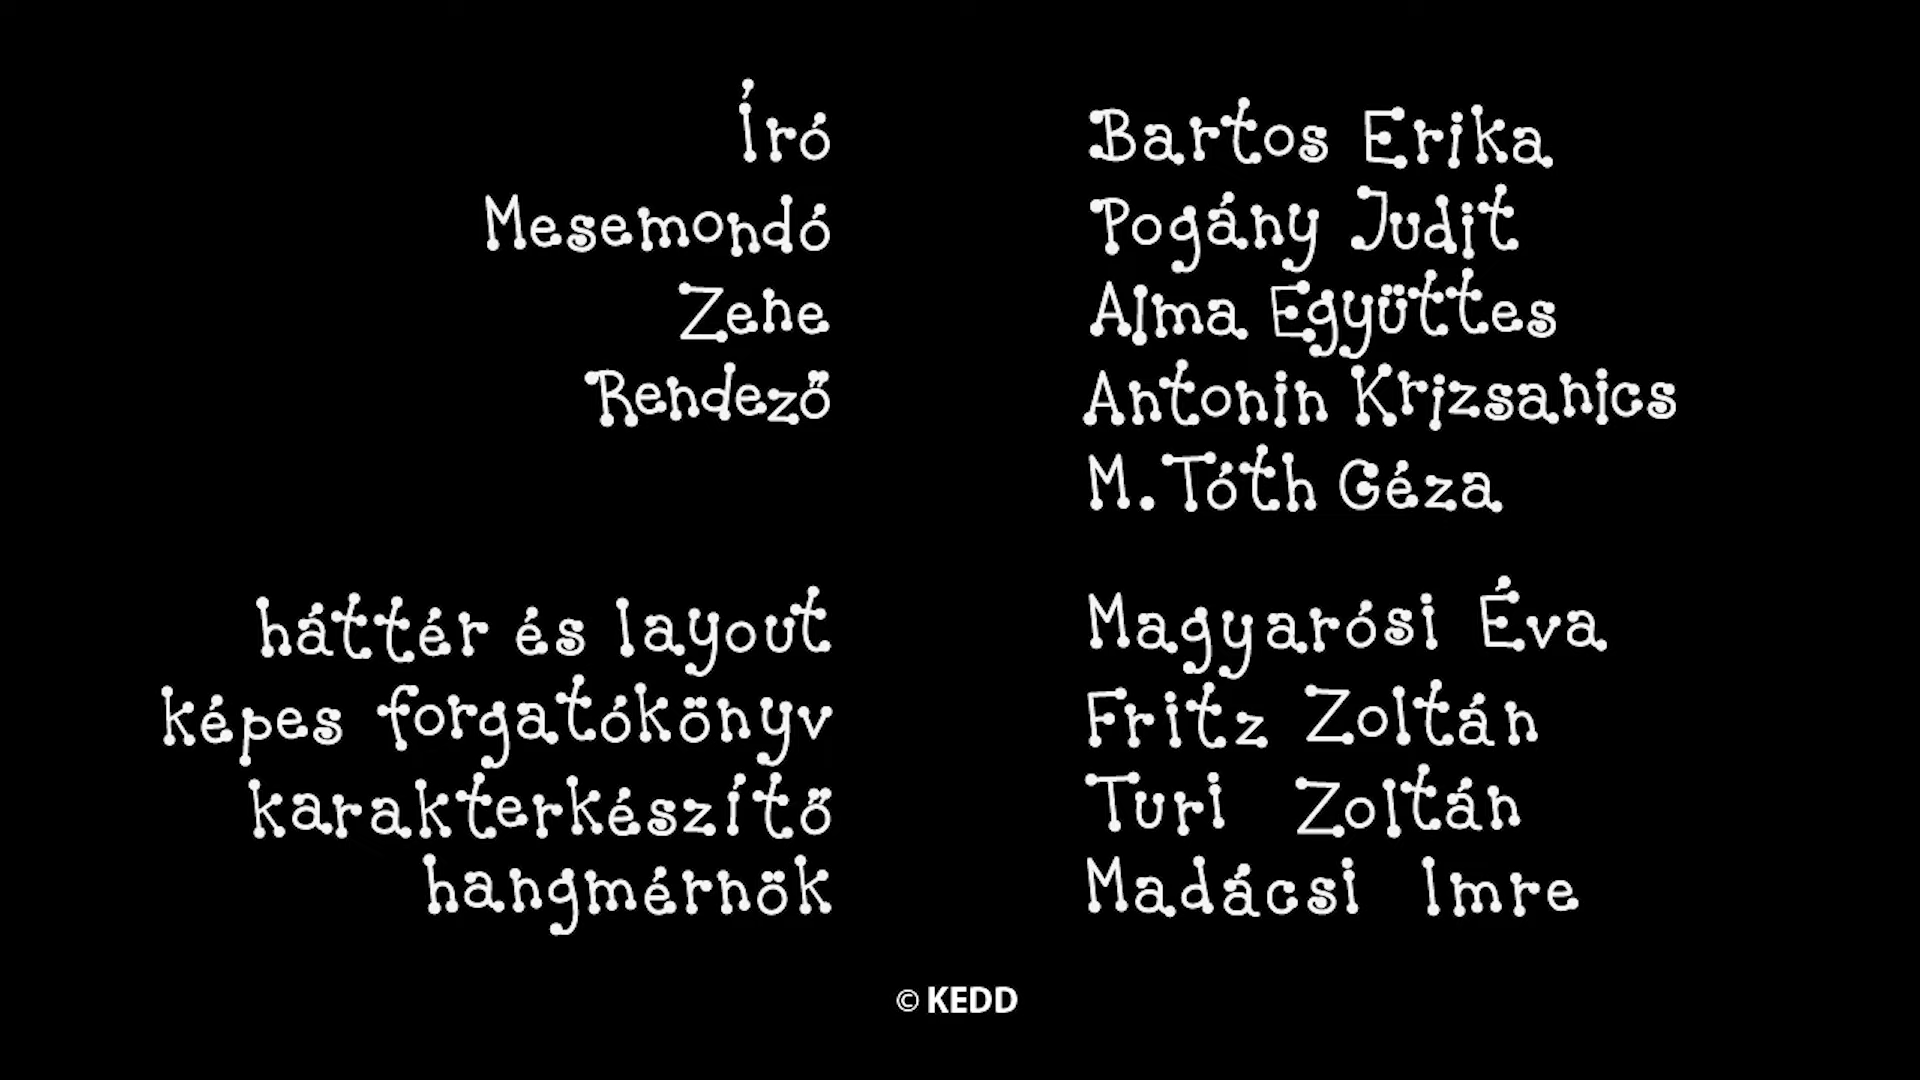 Író Bartos Erika
Mesemondó Pogány Judit
Zene Alma Együttes
Rendező Antonin Krizsanics
M. Tóth Géza
háttér és layout Magyarósi Éva
képes forgatókönyv Fritz Zoltán
karakterkészítő Turi Zoltán
hangmérnök Madácsi Imre
© KEDD